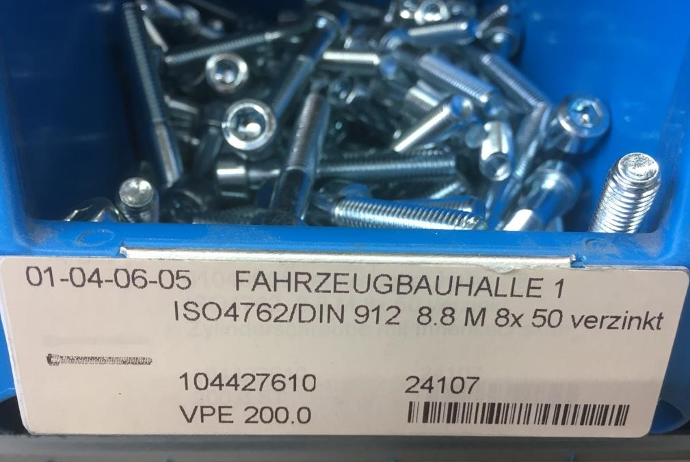 01-04-06-05 FAHRZEUGBAUHALLE 1
ISO4762/DIN 912 8.8 M 8x 50 verzinkt
104427610 24107
VPE 200.0